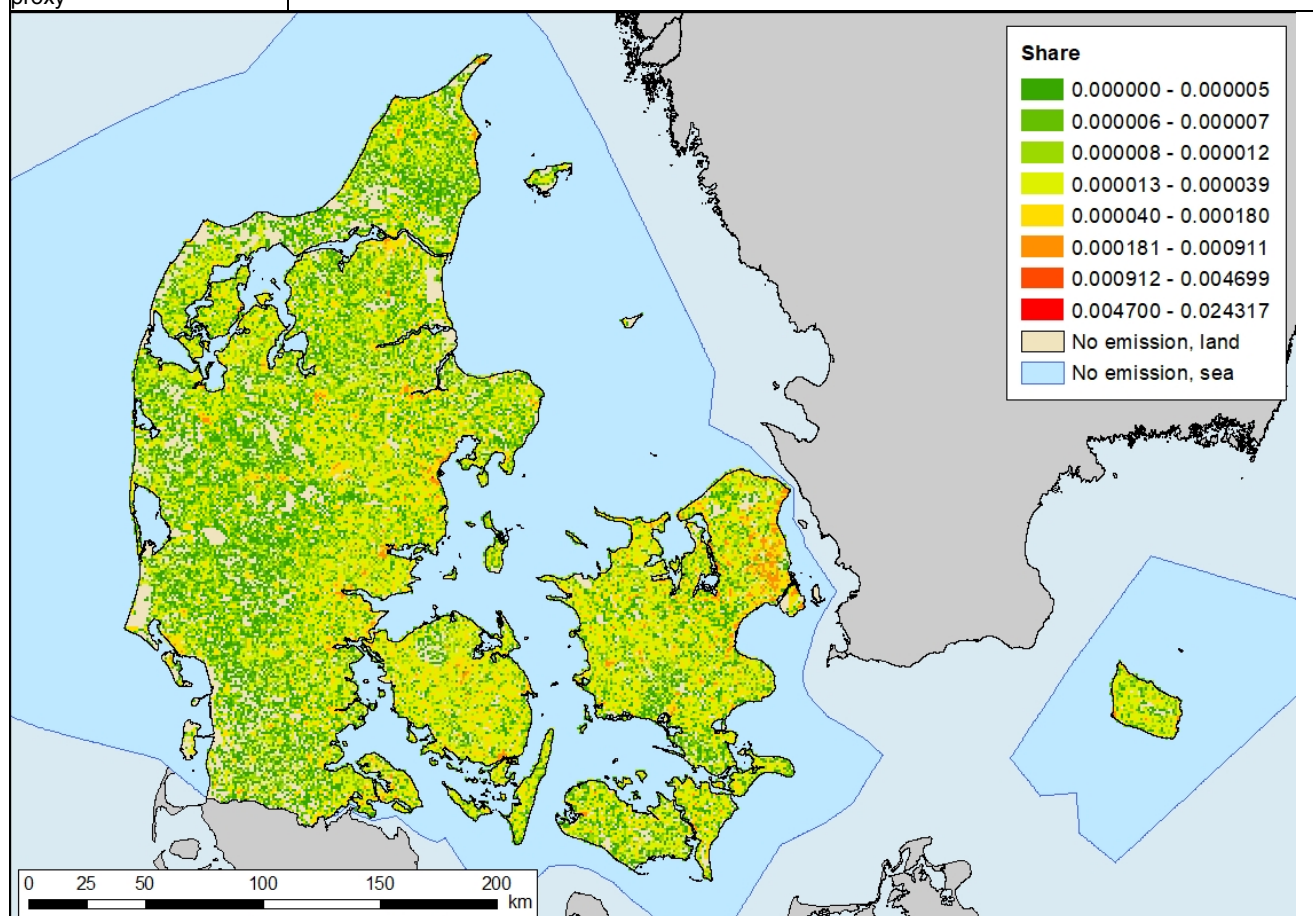 proxy
Share
0.000000 - 0.000005
0.000006 - 0.000007
0.000008 - 0.000012
0.000013 - 0.000039
0.000040 - 0.000180
0.000181 - 0.000911
0.000912 - 0.004699
0.004700 - 0.024317
No emission, land
No emission, sea
0 25 50 100 150 200
km